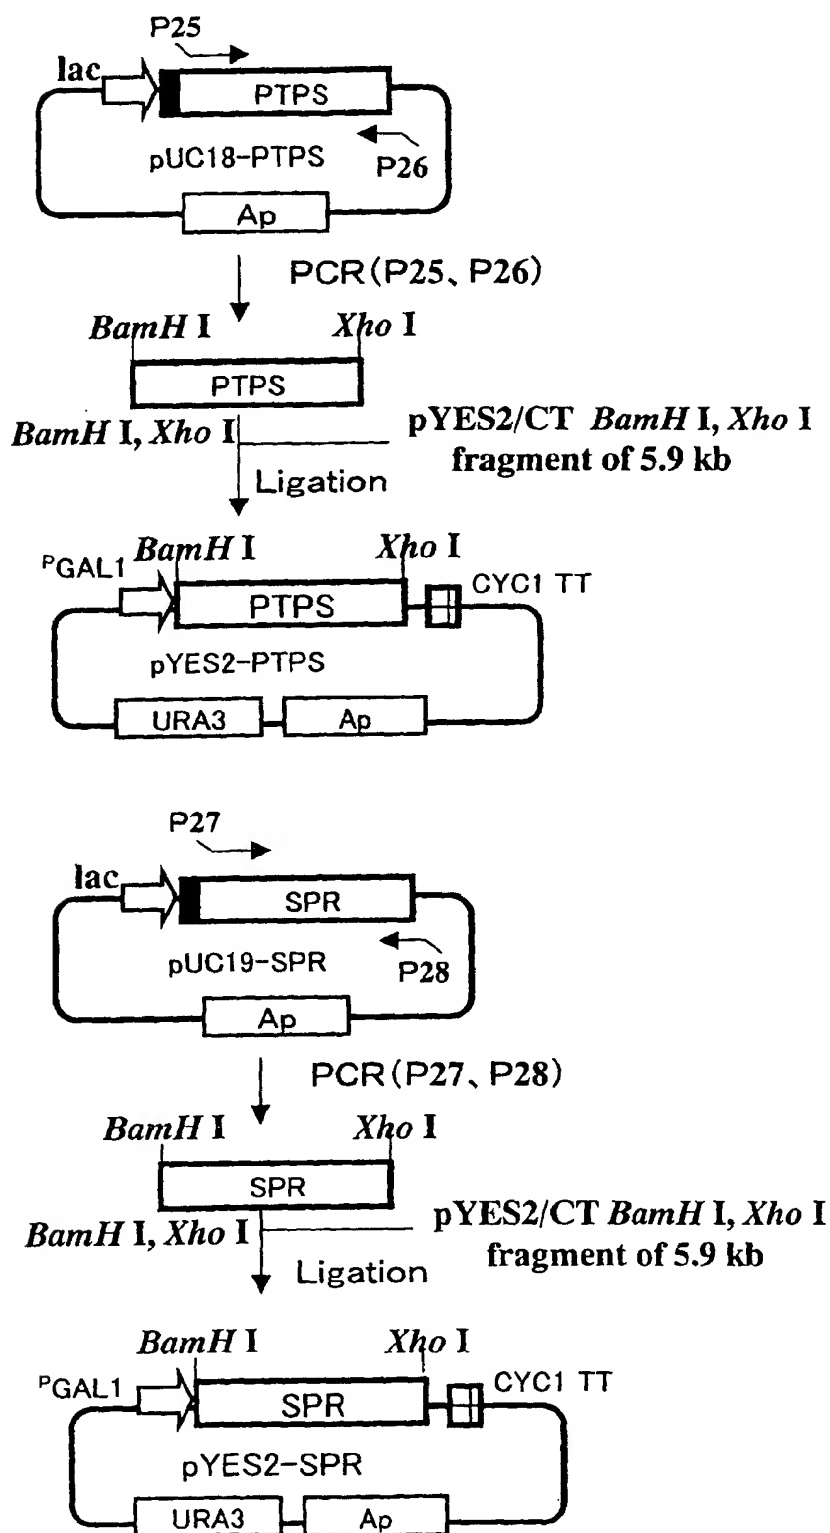 P25
lac
PTPS
pUC18-PTPS
P26
Ap
PCR(P25、P26)
BamH I
Xho I
PTPS
BamH I, Xho I
pYES2/CT BamH I, Xho I
fragment of 5.9 kb
Ligation
BamH I
Xho I
PGAL1
CYC1 TT
PTPS
pYES2-PTPS
URA3
Ap
P27
lac
SPR
pUC19-SPR
P28
Ap
PCR(P27、P28)
BamH I
Xho I
SPR
BamH I, Xho I
pYES2/CT BamH I, Xho I
fragment of 5.9 kb
Ligation
BamH I
Xho I
PGAL1
CYC1 TT
SPR
pYES2-SPR
URA3
Ap